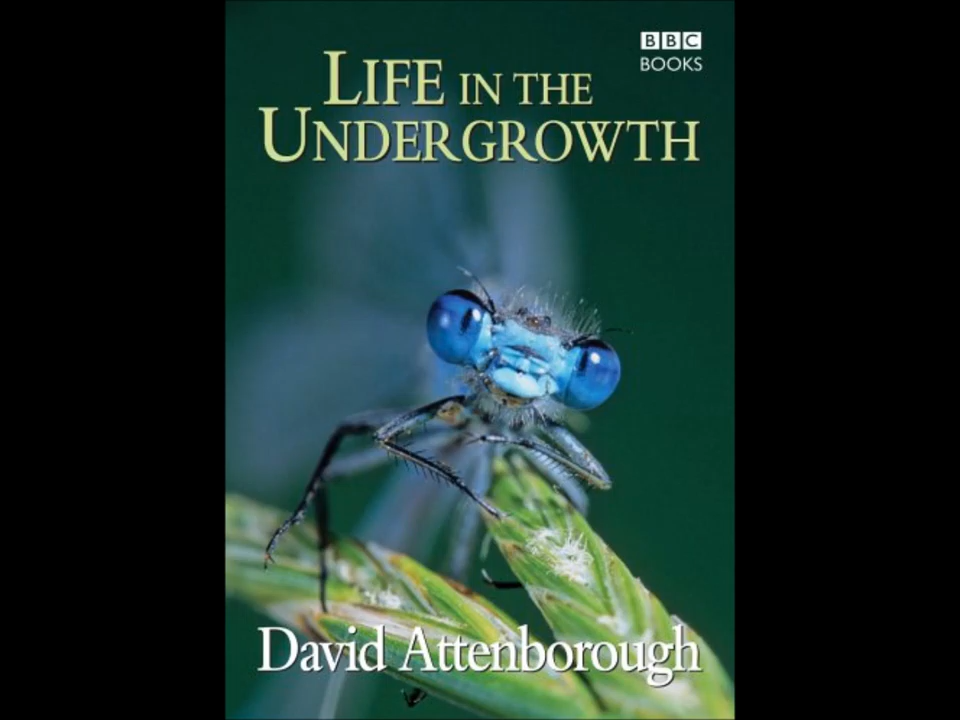 BBC
BOOKS
LIFE IN THE
UNDERGROWTH
David Attenborough